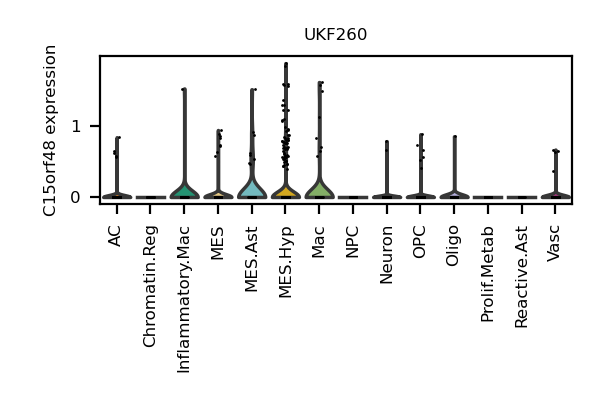 UKF260
C15orf48 expression
1
0
AC
Chromatin.Reg
Inflammatory.Mac
MES
MES.Ast
MES.Hyp
Mac
NPC
Neuron
OPC
Oligo
Prolif.Metab
Reactive.Ast
Vasc